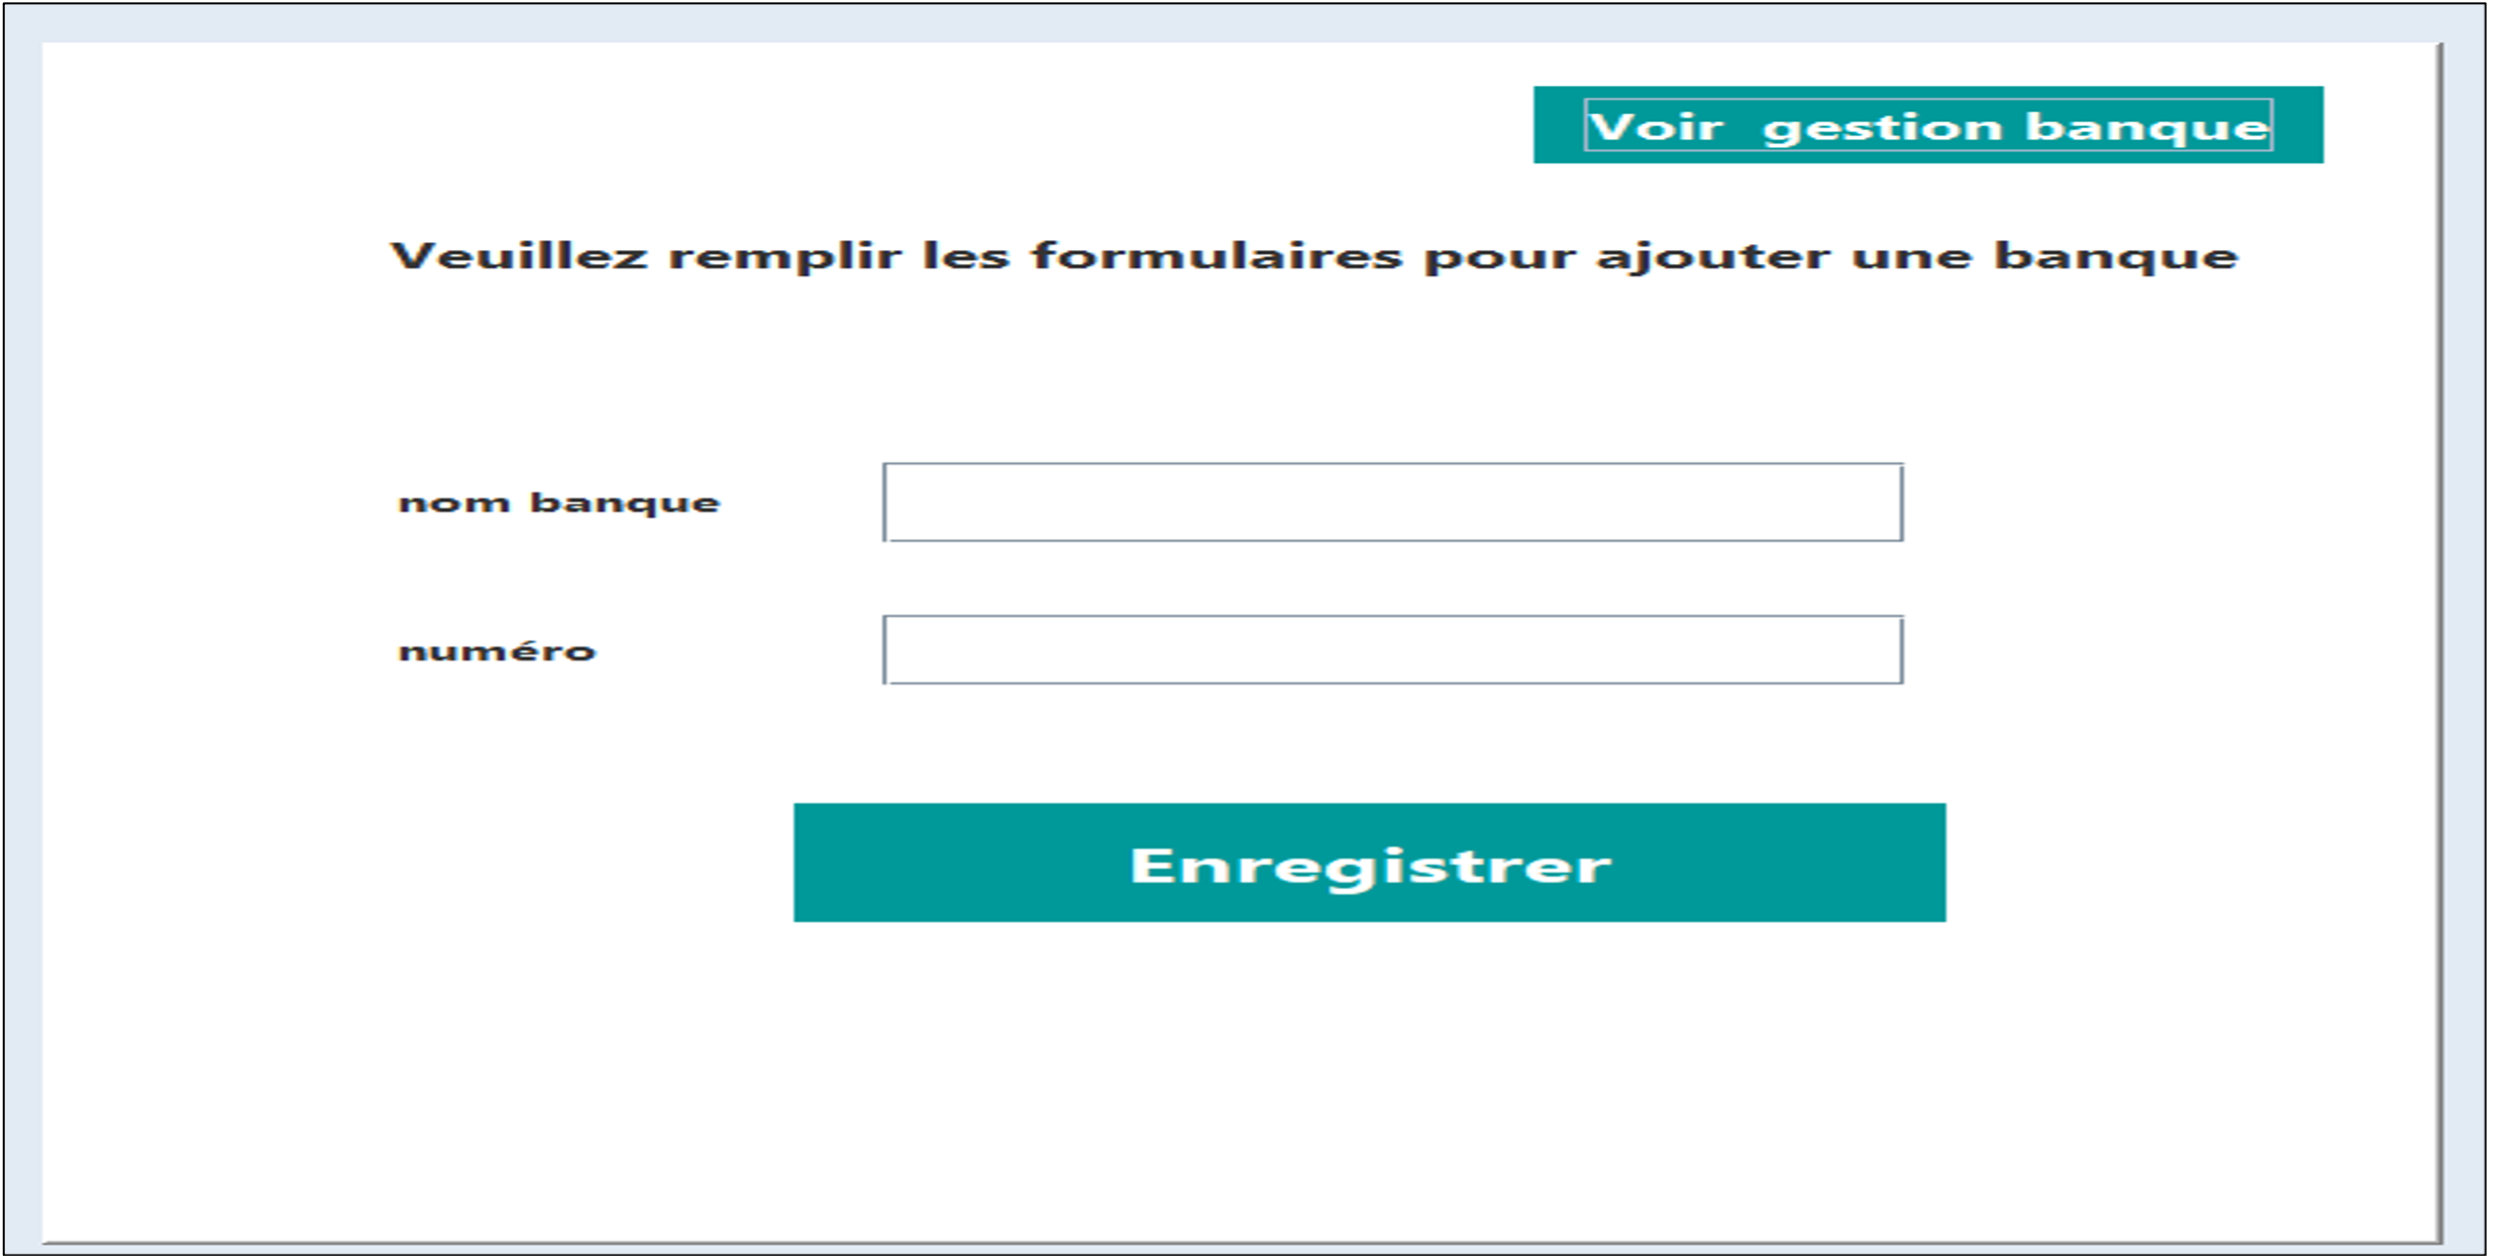 Voir  gestion banque
Veuillez remplir les formulaires pour ajouter une banque
nom banque
numéro
Enregistrer